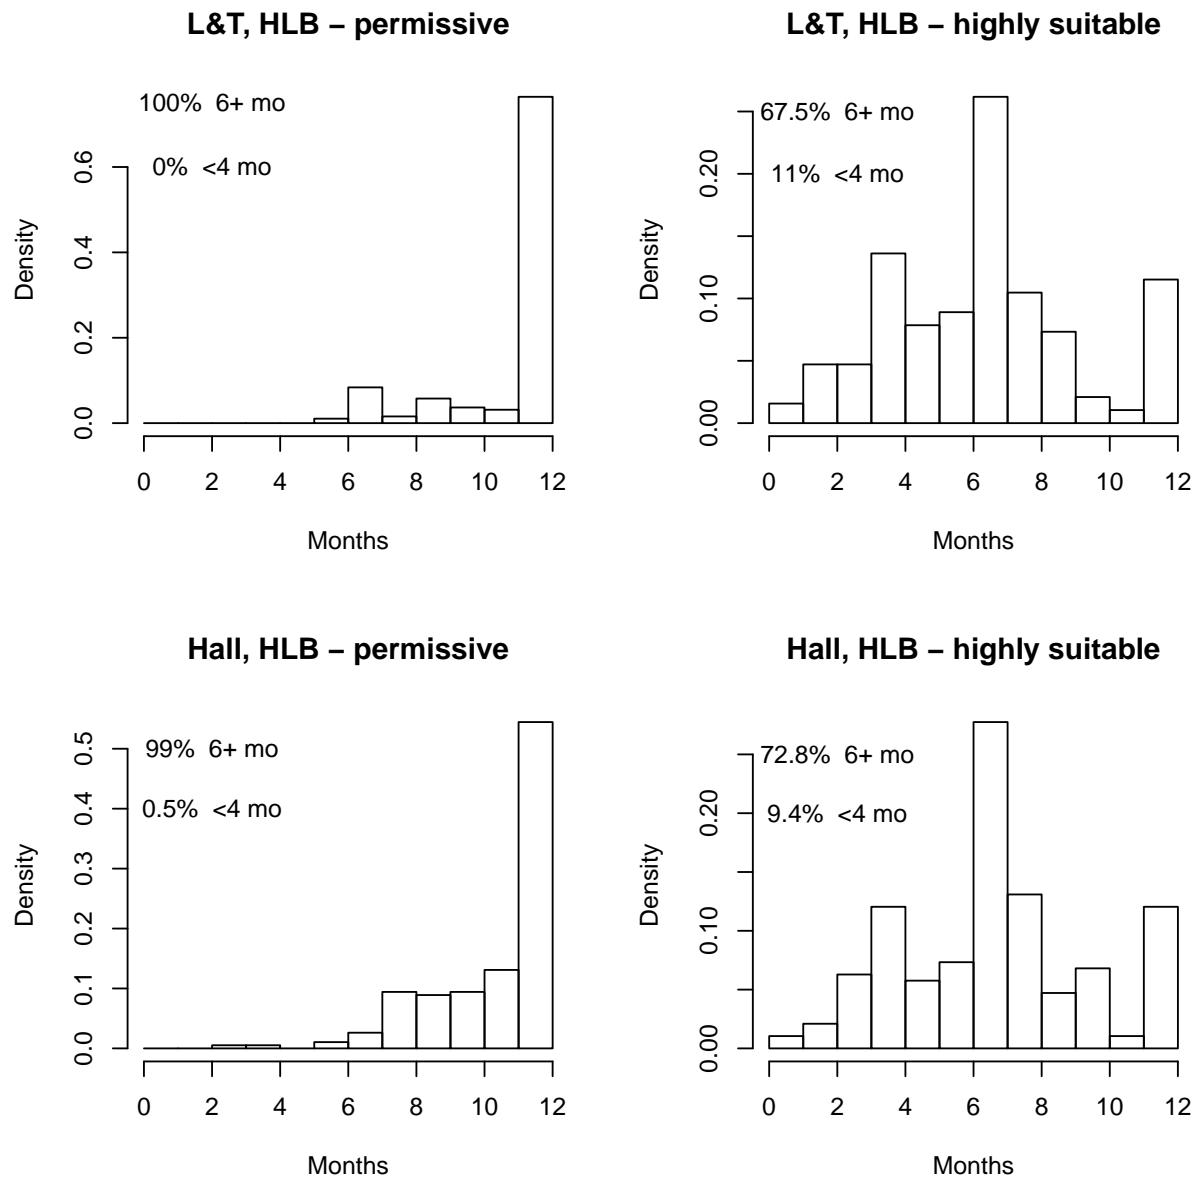 L&T, HLB – permissive
100%  6+ mo
0%  <4 mo
Density
0.0
0.2
0.4
0.6
0 2 4 6 8 10 12
Months
L&T, HLB – highly suitable
67.5%  6+ mo
11%  <4 mo
Density
0.00
0.10
0.20
0 2 4 6 8 10 12
Months
Hall, HLB – permissive
99%  6+ mo
0.5%  <4 mo
Density
0.0
0.1
0.2
0.3
0.4
0.5
0 2 4 6 8 10 12
Months
Hall, HLB – highly suitable
72.8%  6+ mo
9.4%  <4 mo
Density
0.00
0.10
0.20
0 2 4 6 8 10 12
Months